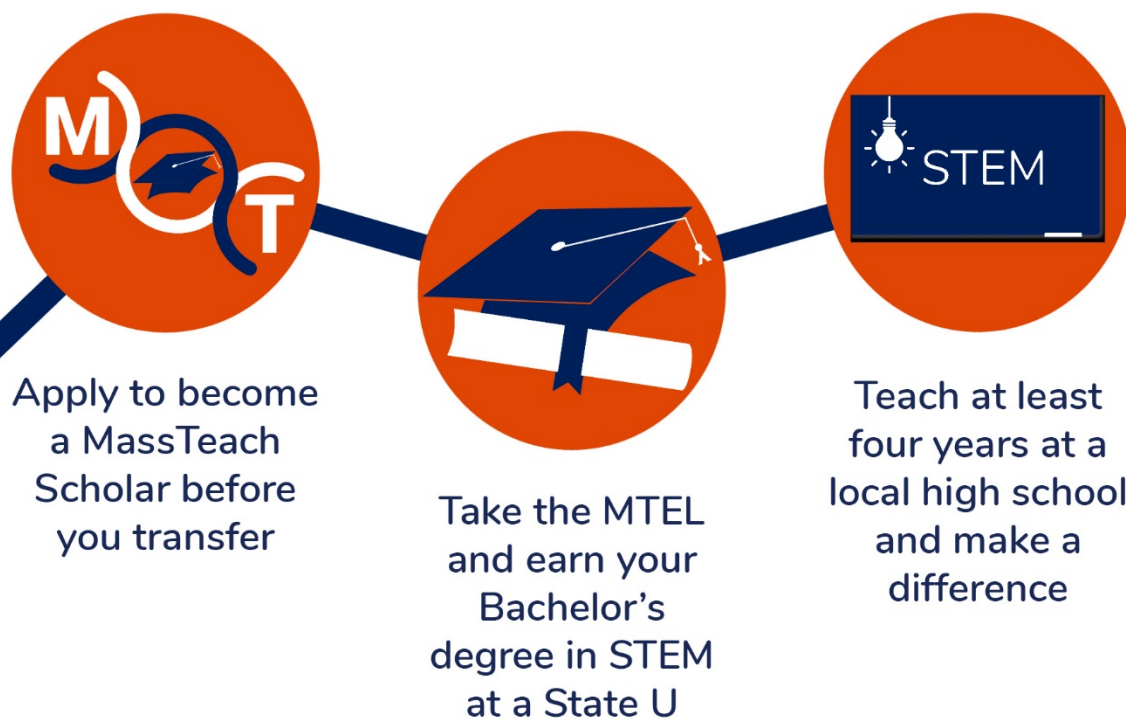 M
T
Apply to become
a MassTeach
Scholar before
you transfer
Take the MTEL
and earn your
Bachelor’s
degree in STEM
at a State U
STEM
Teach at least
four years at a
local high school
and make a
difference